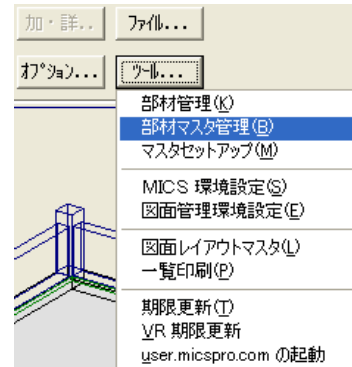 加・詳... ファイル...
オプション... ツール...
部材管理(K)
部材マスタ管理(B)
マスタセットアップ(M)
MICS 環境設定(S)
図面管理環境設定(E)
図面レイアウトマスタ(L)
一覧印刷(P)
期限更新(T)
VR 期限更新
user.micspro.com の起動